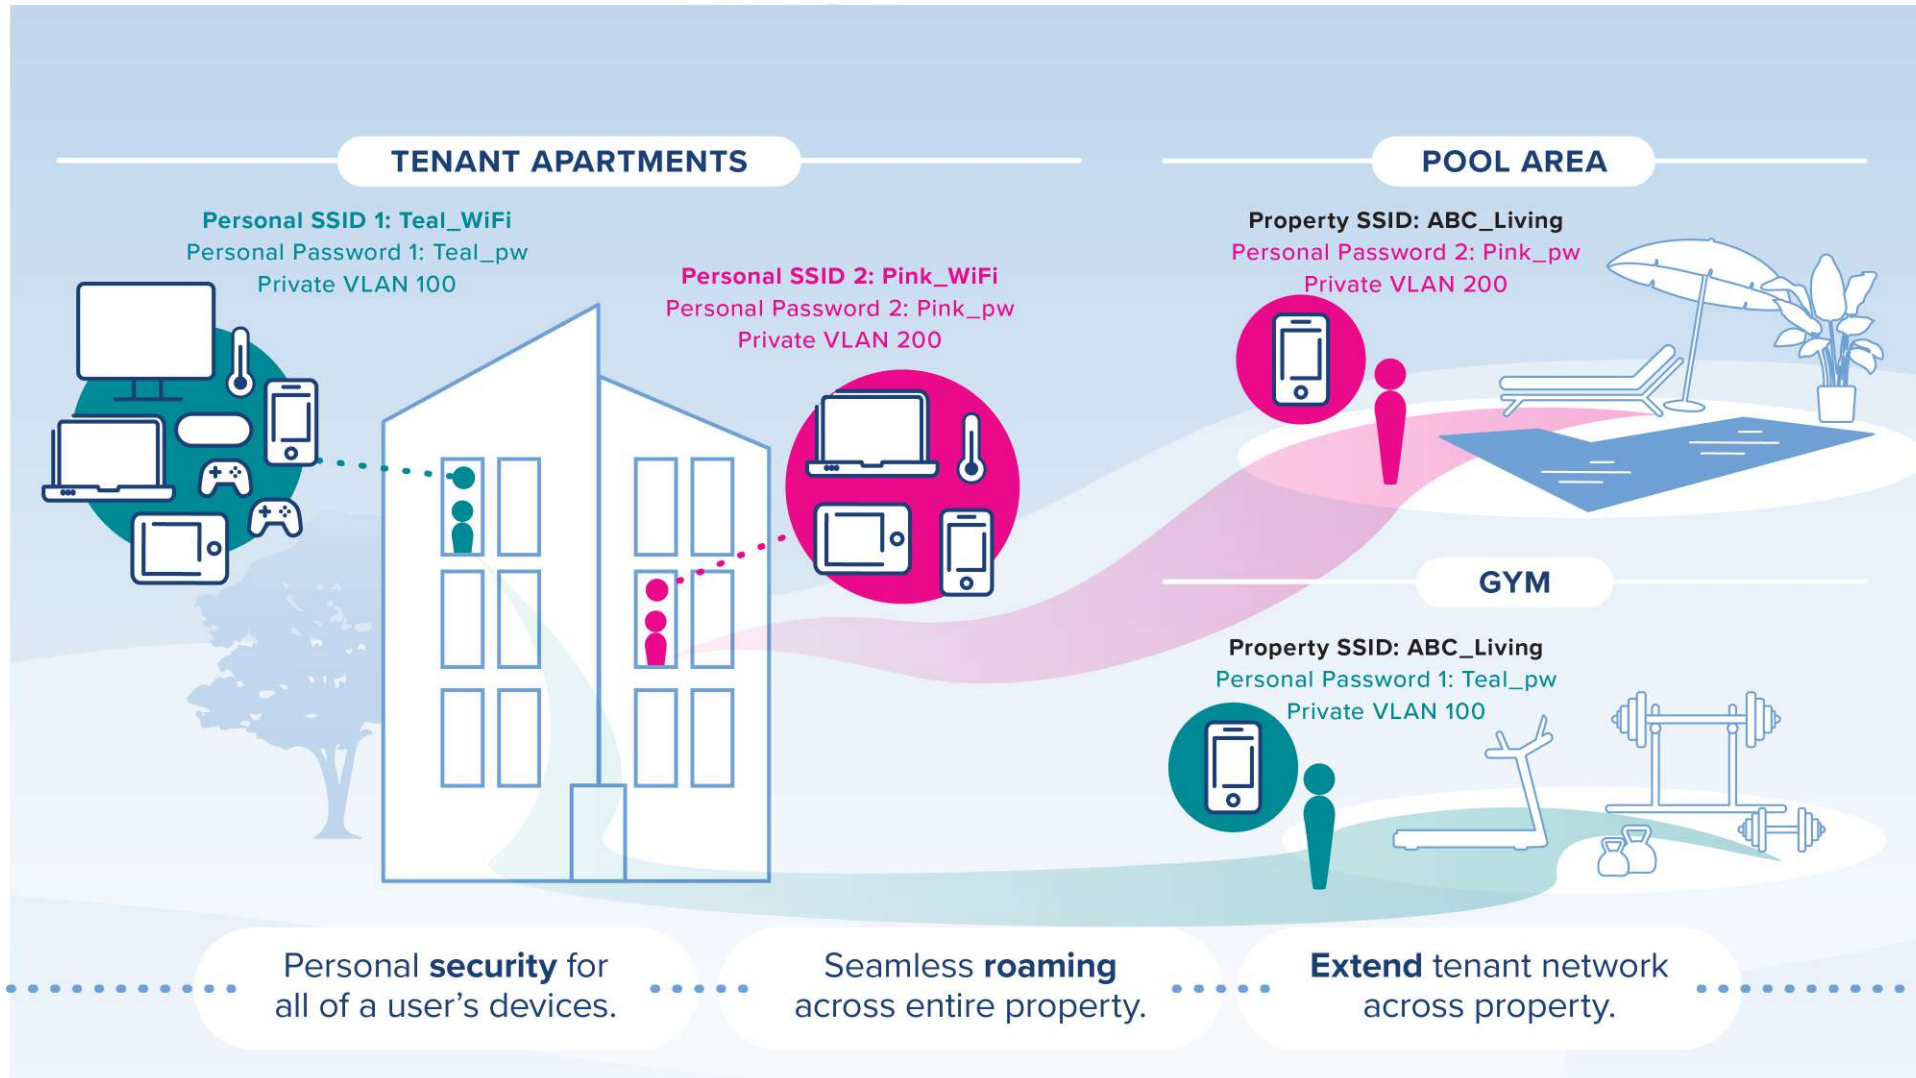 TENANT APARTMENTS
Personal SSID 1: Teal_WiFi
Personal Password 1: Teal_pw
Private VLAN 100
Personal SSID 2: Pink_WiFi
Personal Password 2: Pink_pw
Private VLAN 200
POOL AREA
Property SSID: ABC_Living
Personal Password 2: Pink_pw
Private VLAN 200
GYM
Property SSID: ABC_Living
Personal Password 1: Teal_pw
Private VLAN 100
Personal security for
all of a user’s devices.
Seamless roaming
across entire property.
Extend tenant network
across property.